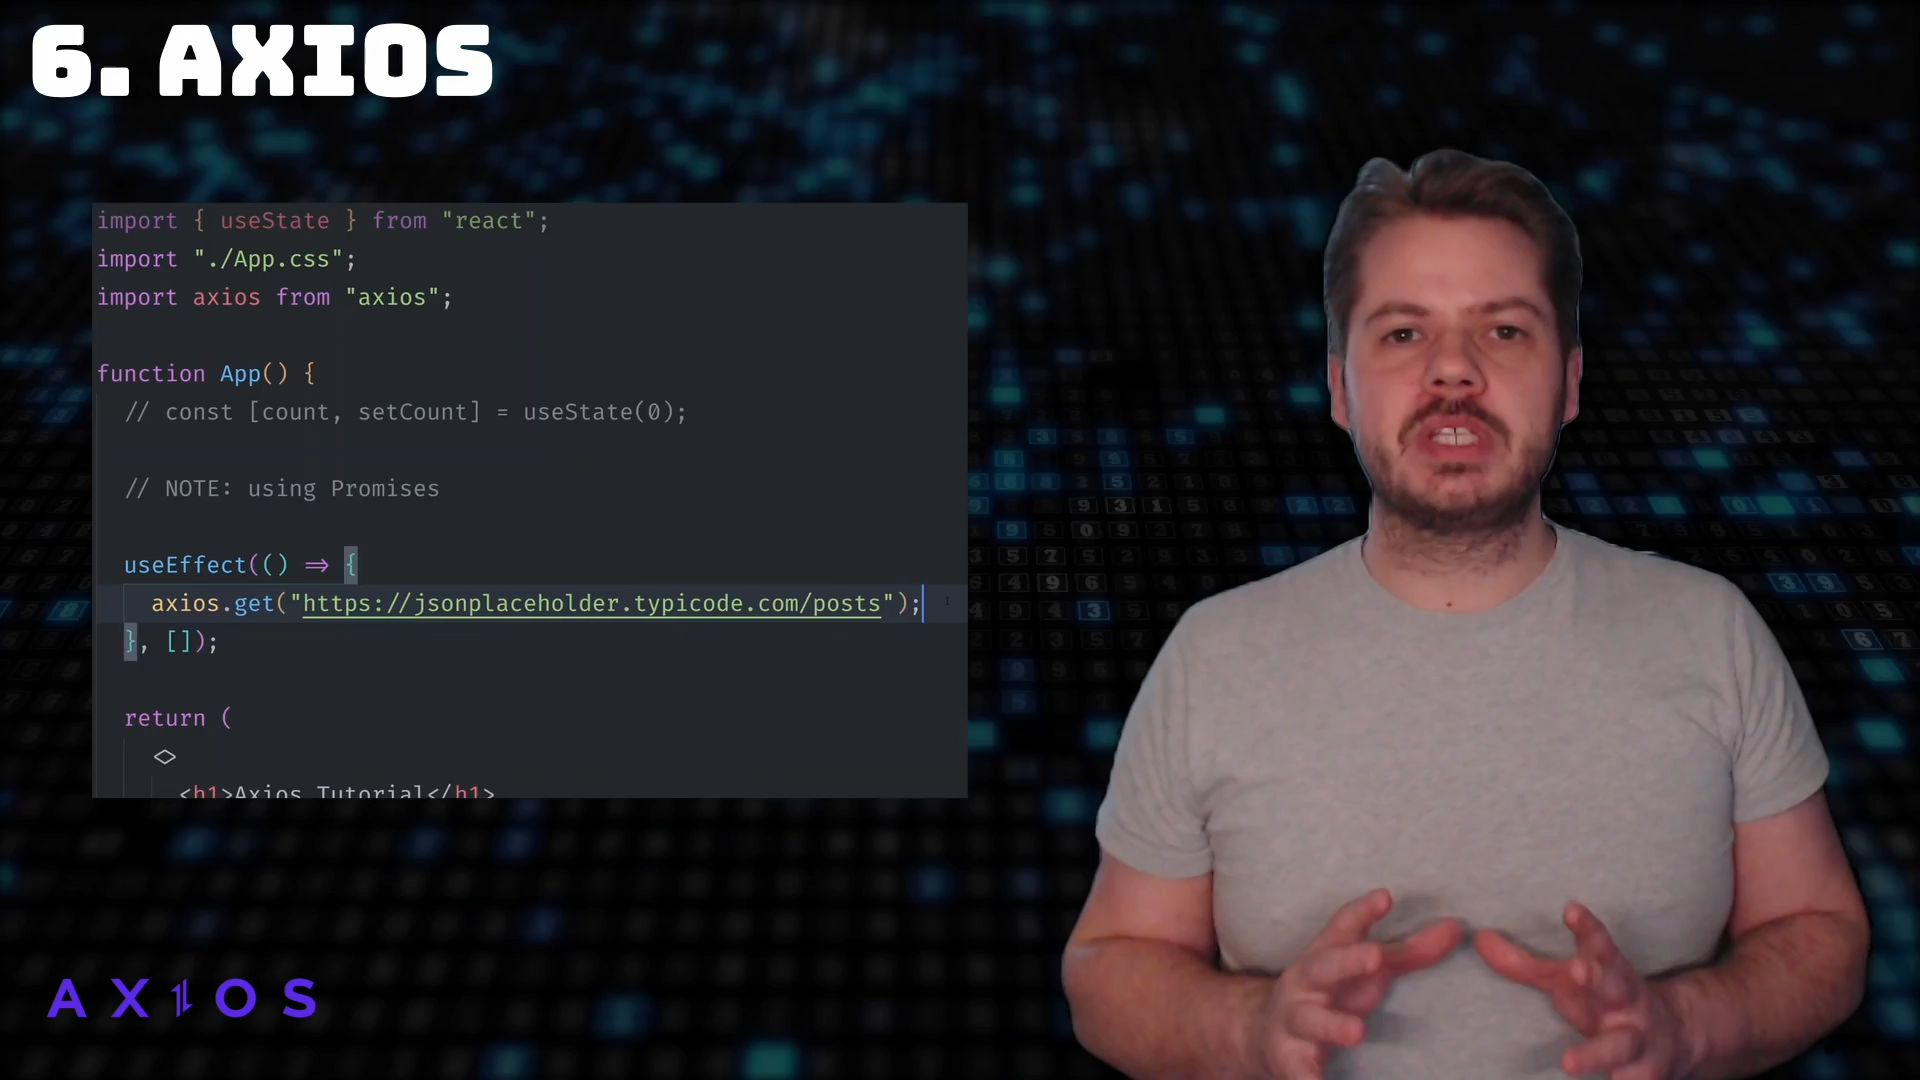 6. AXIOS
import { useState } from "react";
import "./App.css";
import axios from "axios";
function App() {
// const [count, setCount] = useState(0);
// NOTE: using Promises
useEffect(() => {
axios.get("https://jsonplaceholder.typicode.com/posts");
}, []);
return (
<>
<h1>Axios Tutorial</h1>
AXIOS